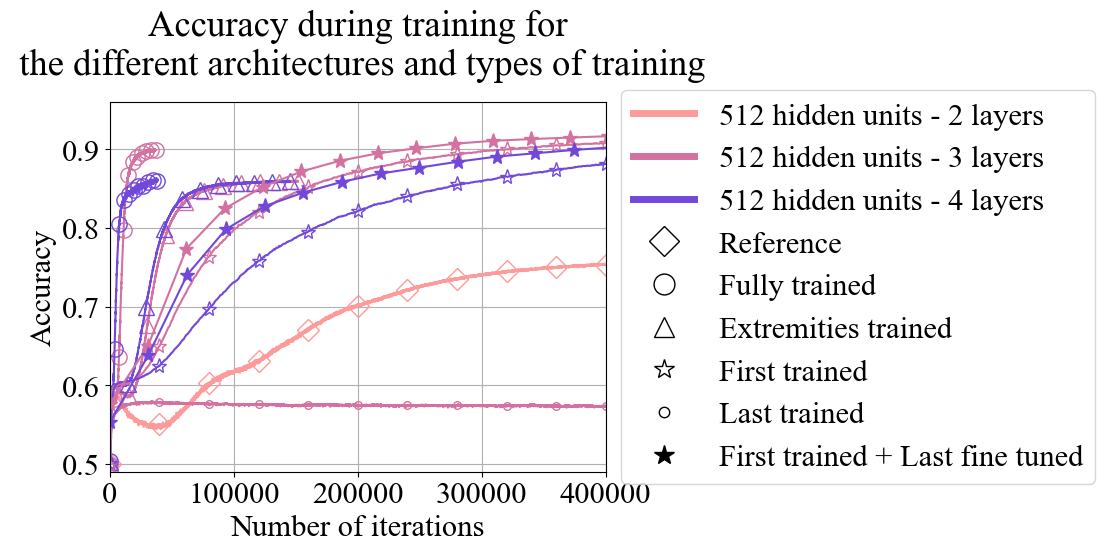 Accuracy during training for
the different architectures and types of training
Accuracy
0.9
0.8
0.7
0.6
0.5
0
100000
200000
300000
400000
Number of iterations
512 hidden units - 2 layers
512 hidden units - 3 layers
512 hidden units - 4 layers
Reference
Fully trained
Extremities trained
First trained
Last trained
First trained + Last fine tuned